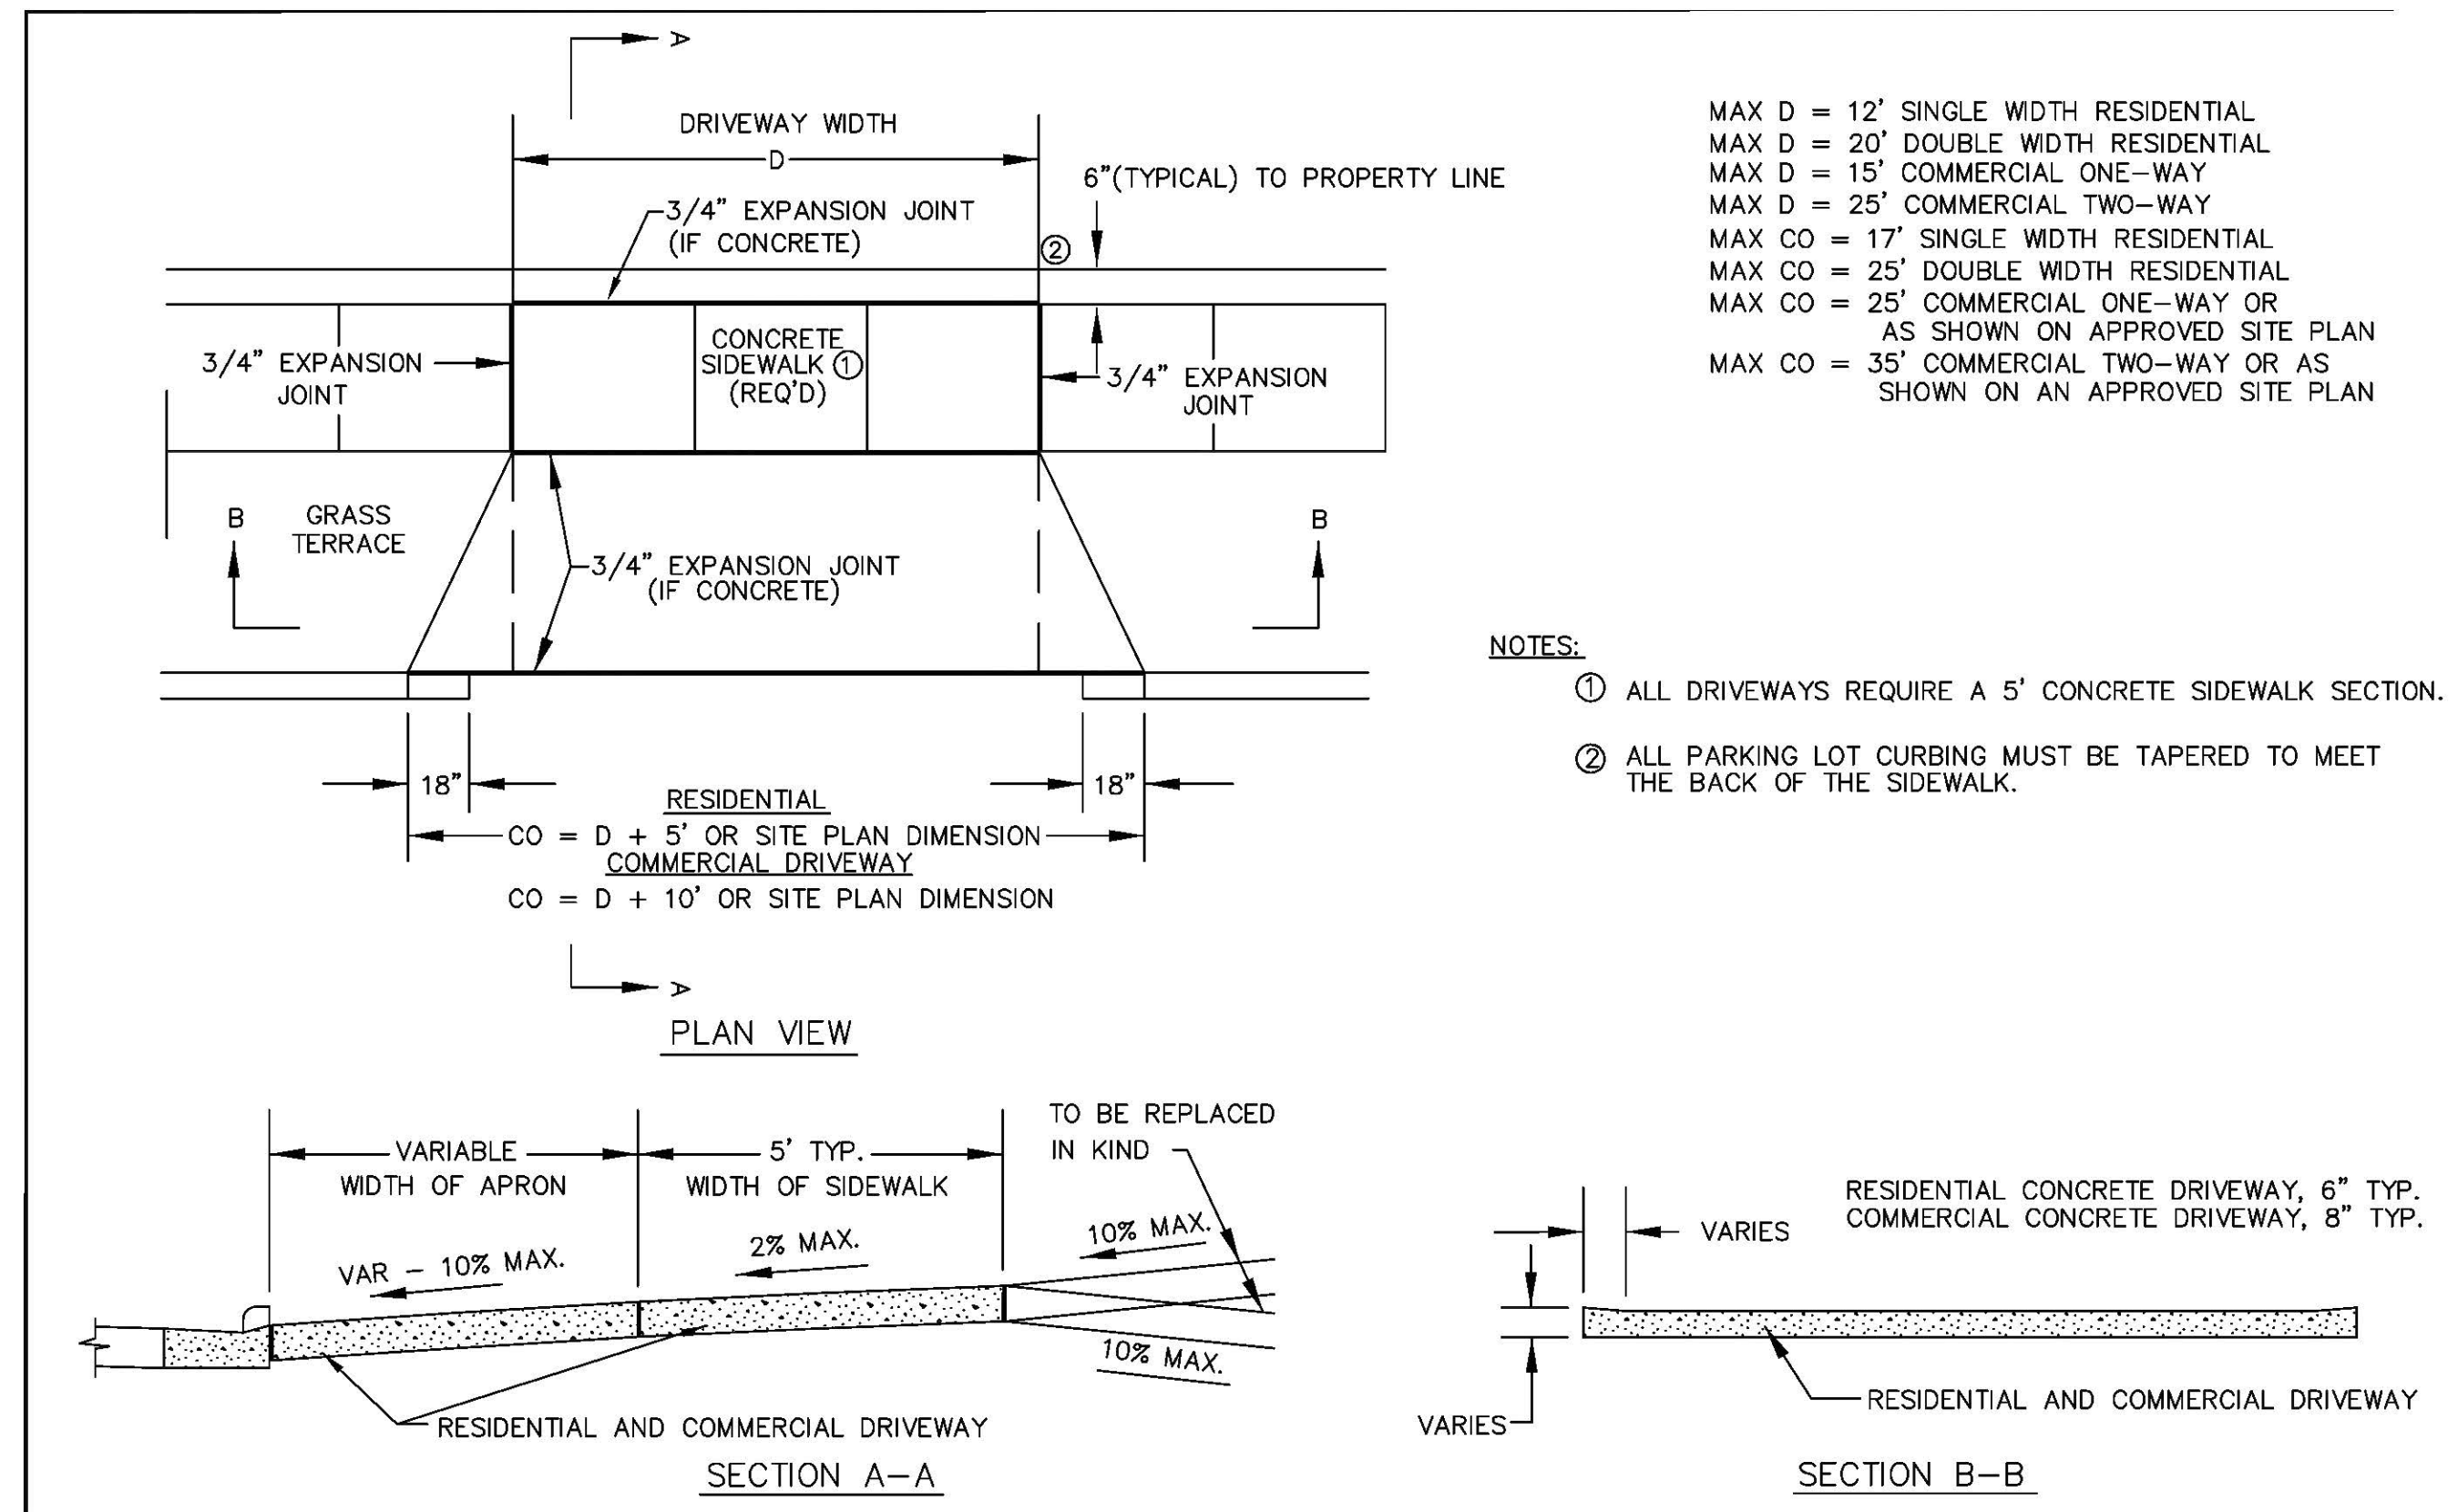 A
DRIVEWAY WIDTH
D
6"(TYPICAL) TO PROPERTY LINE
3/4" EXPANSION JOINT
(IF CONCRETE)
②
MAX D = 12' SINGLE WIDTH RESIDENTIAL
MAX D = 20' DOUBLE WIDTH RESIDENTIAL
MAX D = 15' COMMERCIAL ONE-WAY
MAX D = 25' COMMERCIAL TWO-WAY
MAX CO = 17' SINGLE WIDTH RESIDENTIAL
MAX CO = 25' DOUBLE WIDTH RESIDENTIAL
MAX CO = 25' COMMERCIAL ONE-WAY OR
AS SHOWN ON APPROVED SITE PLAN
MAX CO = 35' COMMERCIAL TWO-WAY OR AS
SHOWN ON AN APPROVED SITE PLAN
3/4" EXPANSION
JOINT
CONCRETE
SIDEWALK ①
(REQ'D)
3/4" EXPANSION
JOINT
B
GRASS
TERRACE
B
3/4" EXPANSION JOINT
(IF CONCRETE)
NOTES:
① ALL DRIVEWAYS REQUIRE A 5' CONCRETE SIDEWALK SECTION.
② ALL PARKING LOT CURBING MUST BE TAPERED TO MEET
THE BACK OF THE SIDEWALK.
18"
18"
RESIDENTIAL
CO = D + 5' OR SITE PLAN DIMENSION
COMMERCIAL DRIVEWAY
CO = D + 10' OR SITE PLAN DIMENSION
A
PLAN VIEW
VARIABLE
WIDTH OF APRON
5' TYP.
WIDTH OF SIDEWALK
TO BE REPLACED
IN KIND
VAR - 10% MAX.
2% MAX.
10% MAX.
10% MAX.
RESIDENTIAL AND COMMERCIAL DRIVEWAY
SECTION A-A
RESIDENTIAL CONCRETE DRIVEWAY, 6" TYP.
COMMERCIAL CONCRETE DRIVEWAY, 8" TYP.
VARIES
VARIES
RESIDENTIAL AND COMMERCIAL DRIVEWAY
SECTION B-B